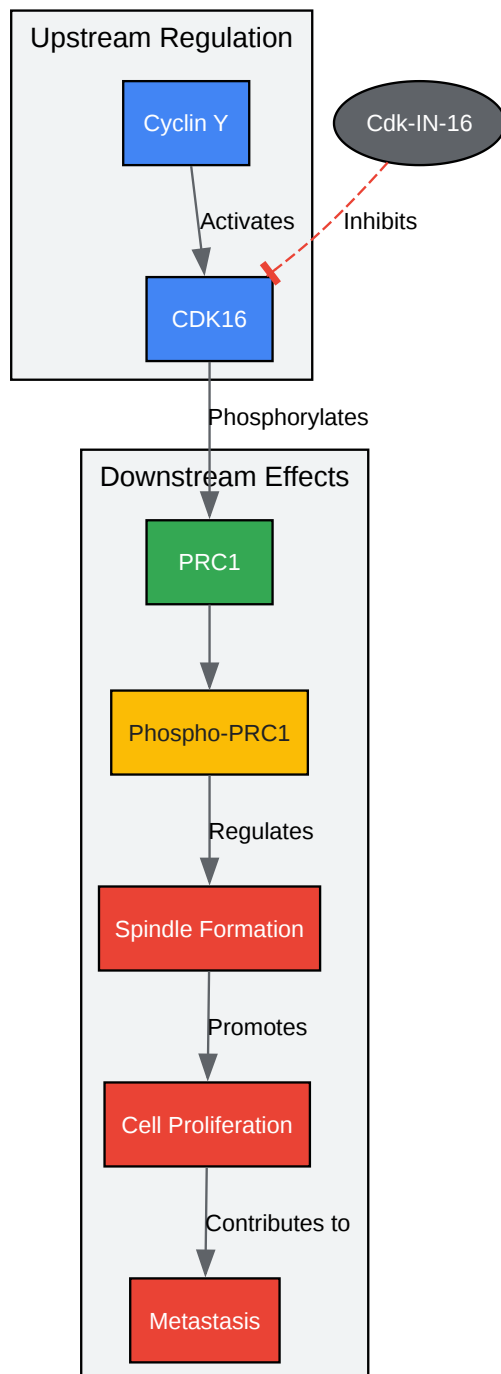 Upstream Regulation
Cyclin Y
Cdk-IN-16
Activates
Inhibits
CDK16
Phosphorylates
Downstream Effects
PRC1
Phospho-PRC1
Regulates
Spindle Formation
Promotes
Cell Proliferation
Contributes to
Metastasis